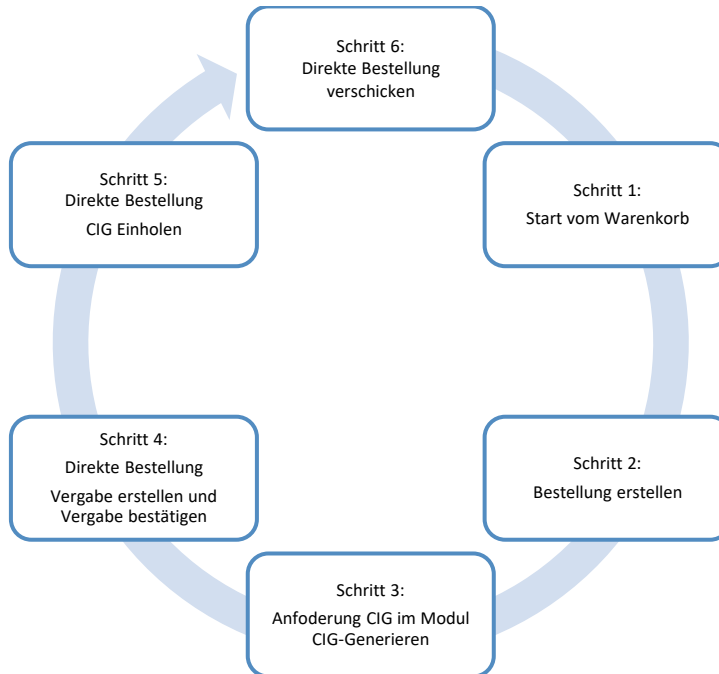 Schritt 6:
Direkte Bestellung
verschicken
Schritt 1:
Start vom Warenkorb
Schritt 2:
Bestellung erstellen
Schritt 3:
Anfoderung CIG im Modul
CIG-Generieren
Schritt 4:
Direkte Bestellung
Vergabe erstellen und
Vergabe bestätigen
Schritt 5:
Direkte Bestellung
CIG Einholen